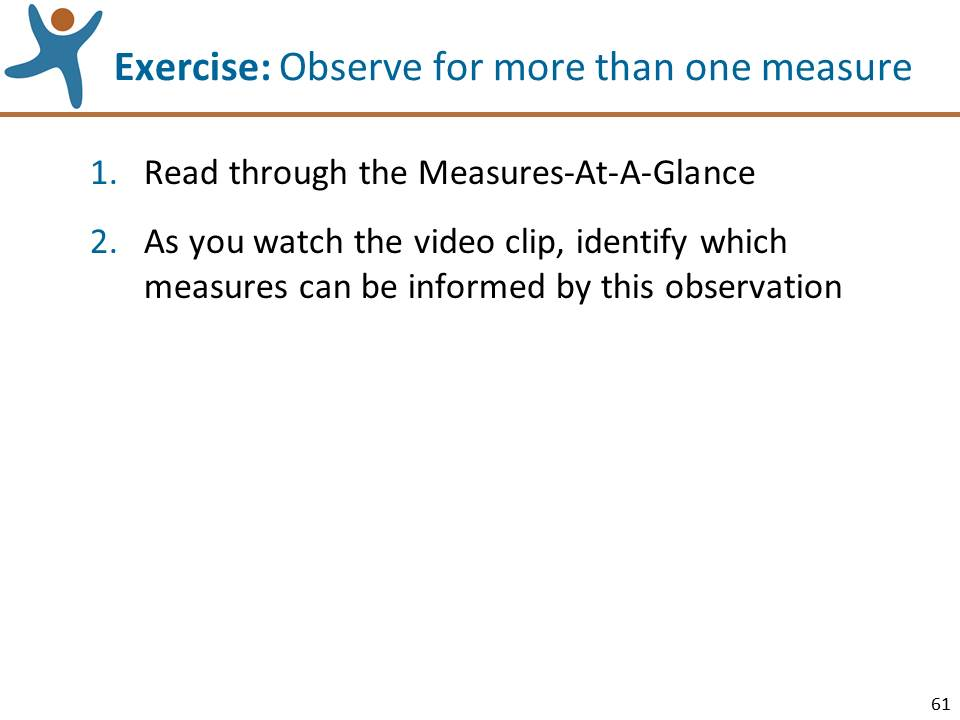 Exercise: Observe for more than one measure
1. Read through the Measures-At-A-Glance
2. As you watch the video clip, identify which
measures can be informed by this observation
61